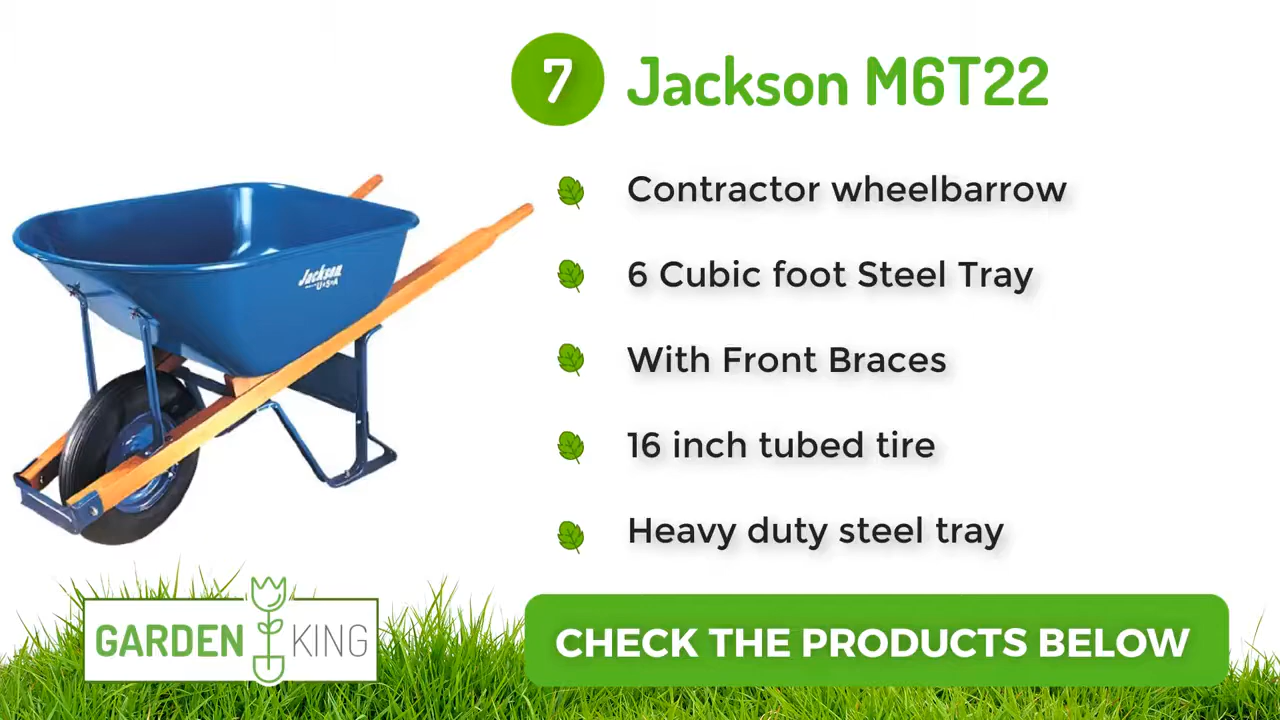 7 Jackson M6T22
Contractor wheelbarrow
6 Cubic foot Steel Tray
With Front Braces
16 inch tubed tire
Heavy duty steel tray
Jackson
U•S•A
GARDEN KING
CHECK THE PRODUCTS BELOW